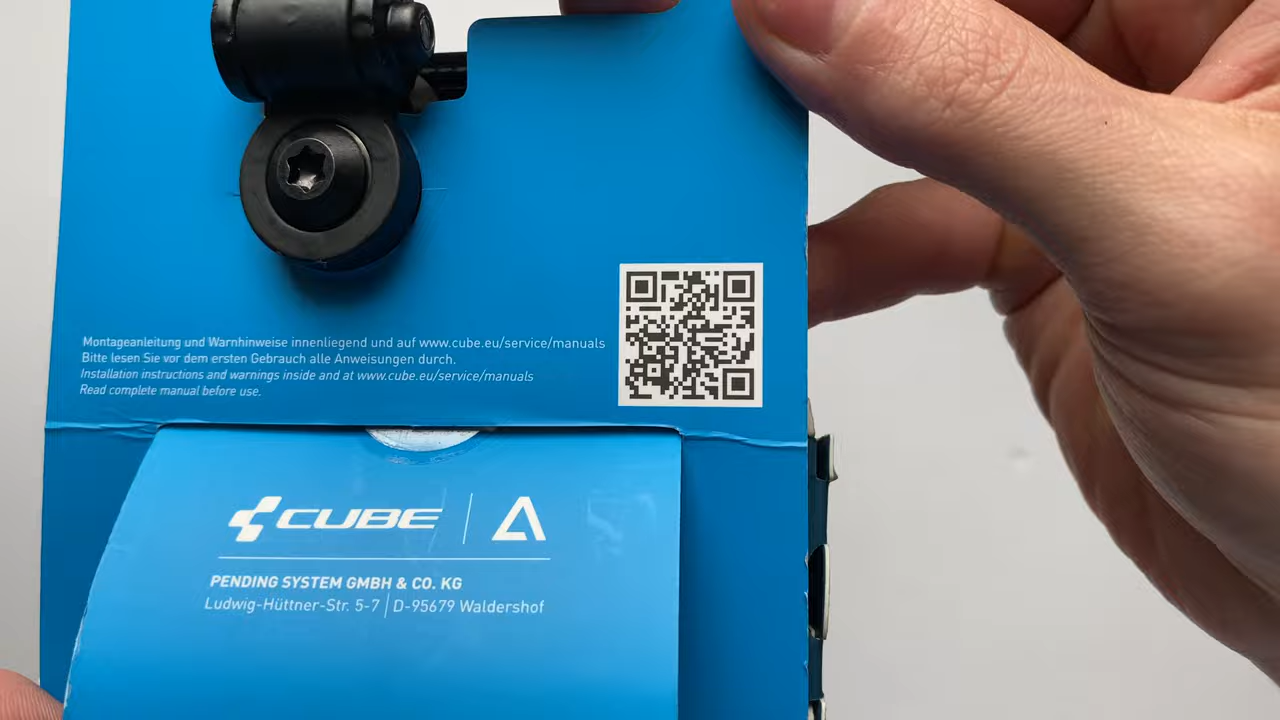 Montageanleitung und Warnhinweise innenliegend und auf www.cube.eu/service/manuals
Bitte lesen Sie vor dem ersten Gebrauch alle Anweisungen durch.
Installation instructions and warnings inside and at www.cube.eu/service/manuals
Read complete manual before use.
CUBE
PENDING SYSTEM GMBH & CO. KG
Ludwig-Hüttner-Str. 5-7 | D-95679 Waldershof